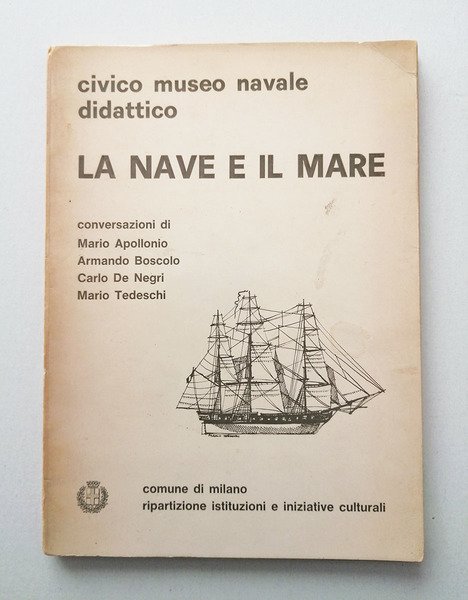 civico museo navale
didattico
LA NAVE E IL MARE
conversazioni di
Mario Apollonio
Armando Boscolo
Carlo De Negri
Mario Tedeschi
comune di milano
ripartizione istituzioni e iniziative culturali